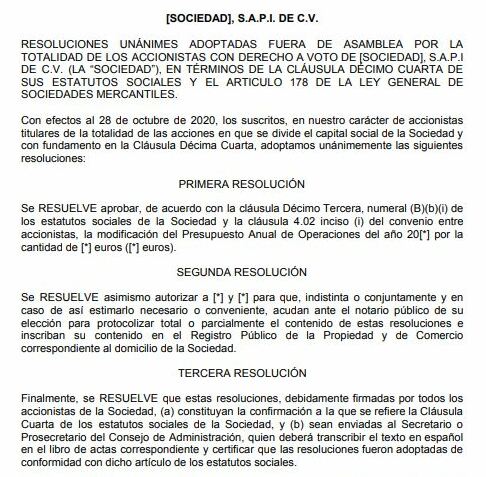 [SOCIEDAD], S.A.P.I. DE C.V.
RESOLUCIONES UNÁNIMES ADOPTADAS FUERA DE ASAMBLEA POR LA
TOTALIDAD DE LOS ACCIONISTAS CON DERECHO A VOTO DE [SOCIEDAD], S.A.P.I
DE C.V. (LA “SOCIEDAD”), EN TÉRMINOS DE LA CLÁUSULA DÉCIMO CUARTA DE
SUS ESTATUTOS SOCIALES Y EL ARTICULO 178 DE LA LEY GENERAL DE
SOCIEDADES MERCANTILES.
Con efectos al 28 de octubre de 2020, los suscritos, en nuestro carácter de accionistas
titulares de la totalidad de las acciones en que se divide el capital social de la Sociedad y
con fundamento en la Cláusula Décima Cuarta, adoptamos unánimemente las siguientes
resoluciones:
PRIMERA RESOLUCIÓN
Se RESUELVE aprobar, de acuerdo con la cláusula Décimo Tercera, numeral (B)(b)(i) de
los estatutos sociales de la Sociedad y la cláusula 4.02 inciso (i) del convenio entre
accionistas, la modificación del Presupuesto Anual de Operaciones del año 20[*] por la
cantidad de [*] euros ([*] euros).
SEGUNDA RESOLUCIÓN
Se RESUELVE asimismo autorizar a [*] y [*] para que, indistinta o conjuntamente y en
caso de así estimarlo necesario o conveniente, acudan ante el notario público de su
elección para protocolizar total o parcialmente el contenido de estas resoluciones e
inscriban su contenido en el Registro Público de la Propiedad y de Comercio
correspondiente al domicilio de la Sociedad.
TERCERA RESOLUCIÓN
Finalmente, se RESUELVE que estas resoluciones, debidamente firmadas por todos los
accionistas de la Sociedad, (a) constituyan la confirmación a la que se refiere la Cláusula
Cuarta de los estatutos sociales de la Sociedad, y (b) sean enviadas al Secretario o
Prosecretario del Consejo de Administración, quien deberá transcribir el texto en español
en el libro de actas correspondiente y certificar que las resoluciones fueron adoptadas de
conformidad con dicho artículo de los estatutos sociales.